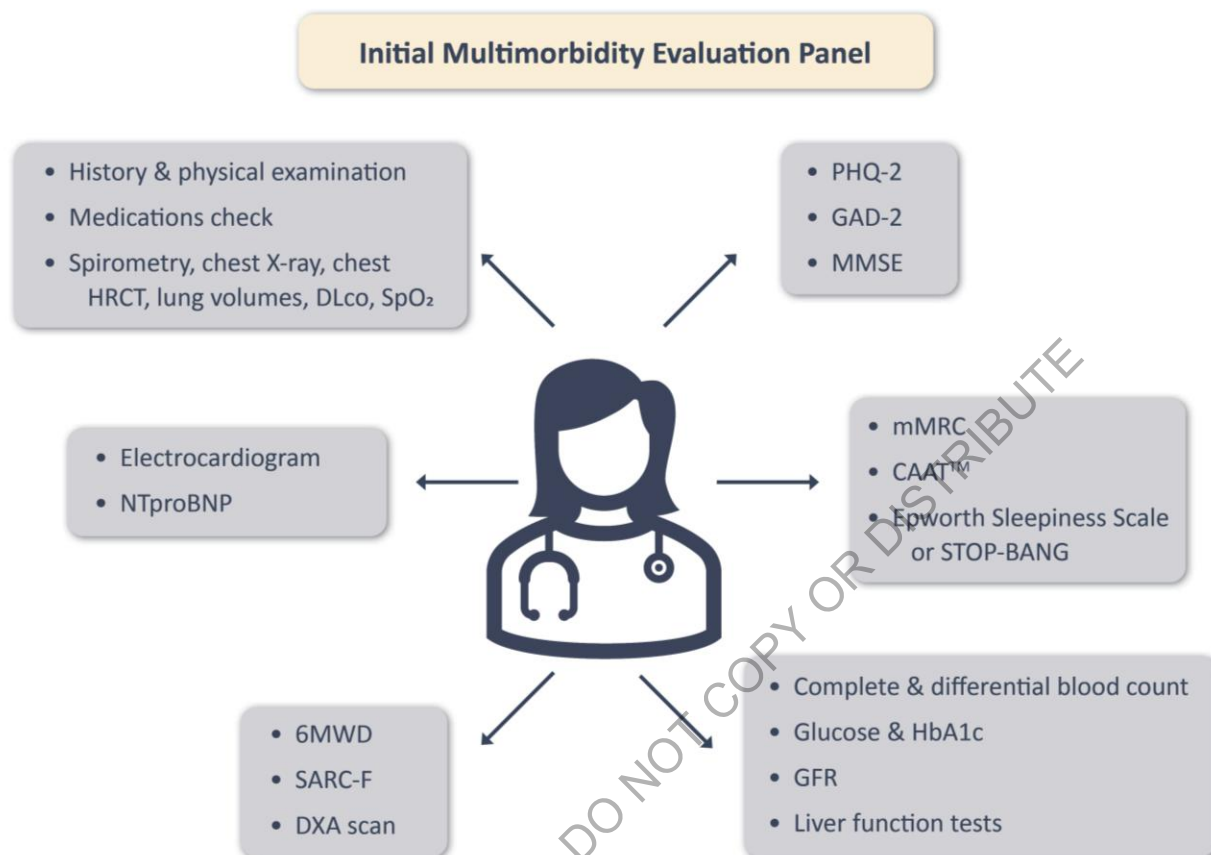 Initial Multimorbidity Evaluation Panel
• History & physical examination
• Medications check
• Spirometry, chest X-ray, chest
HRCT, lung volumes, DLco, SpO₂
• PHQ-2
• GAD-2
• MMSE
• Electrocardiogram
• NTproBNP
• mMRC
• CAAT™
• Epworth Sleepiness Scale
or STOP-BANG
• 6MWD
• SARC-F
• DXA scan
• Complete & differential blood count
• Glucose & HbA1c
• GFR
• Liver function tests
DO NOT COPY OR DISTRIBUTE